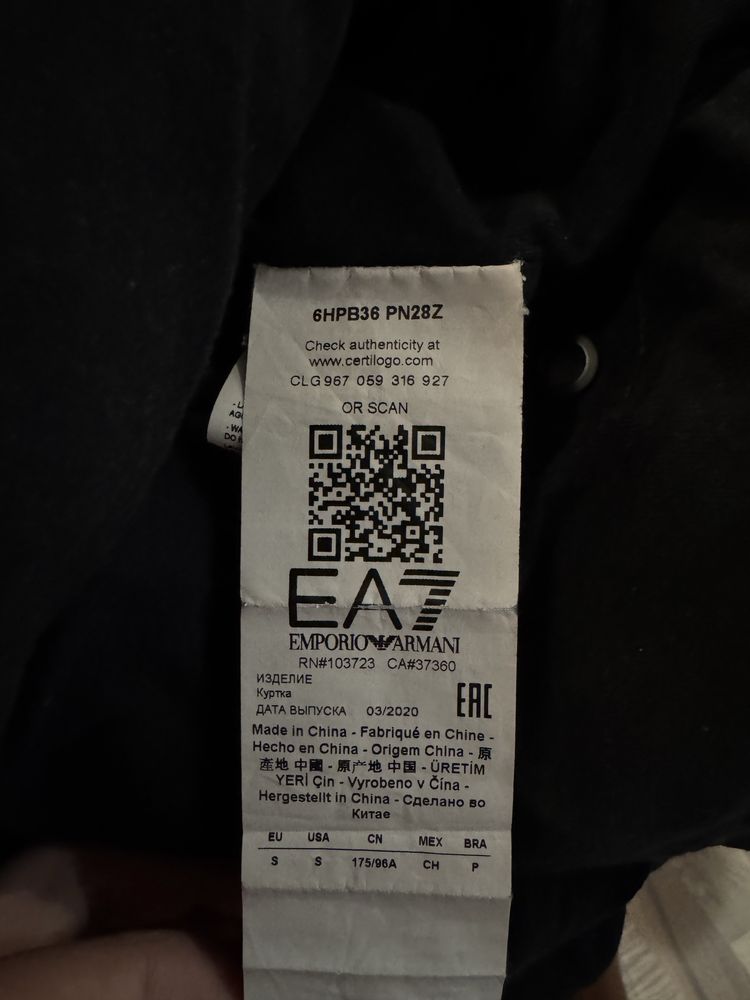 6HPB36 PN28Z
Check authenticity at
www.certilogo.com
CLG 967 059 316 927
OR SCAN
EA7
EMPORIO ARMANI
RN#103723 CA#37360
ИЗДЕЛИЕ
Куртка
ДАТА ВЫПУСКА 03/2020
EAC
Made in China - Fabriqué en Chine -
Hecho en China - Origem China - 原
產地 中國 - 原产地 中国 - ÜRETİM
YERİ Çin - Vyrobeno v Čína -
Hergestellt in China - Сделано во
Китае
EU USA CN MEX BRA
S S 175/96A CH P